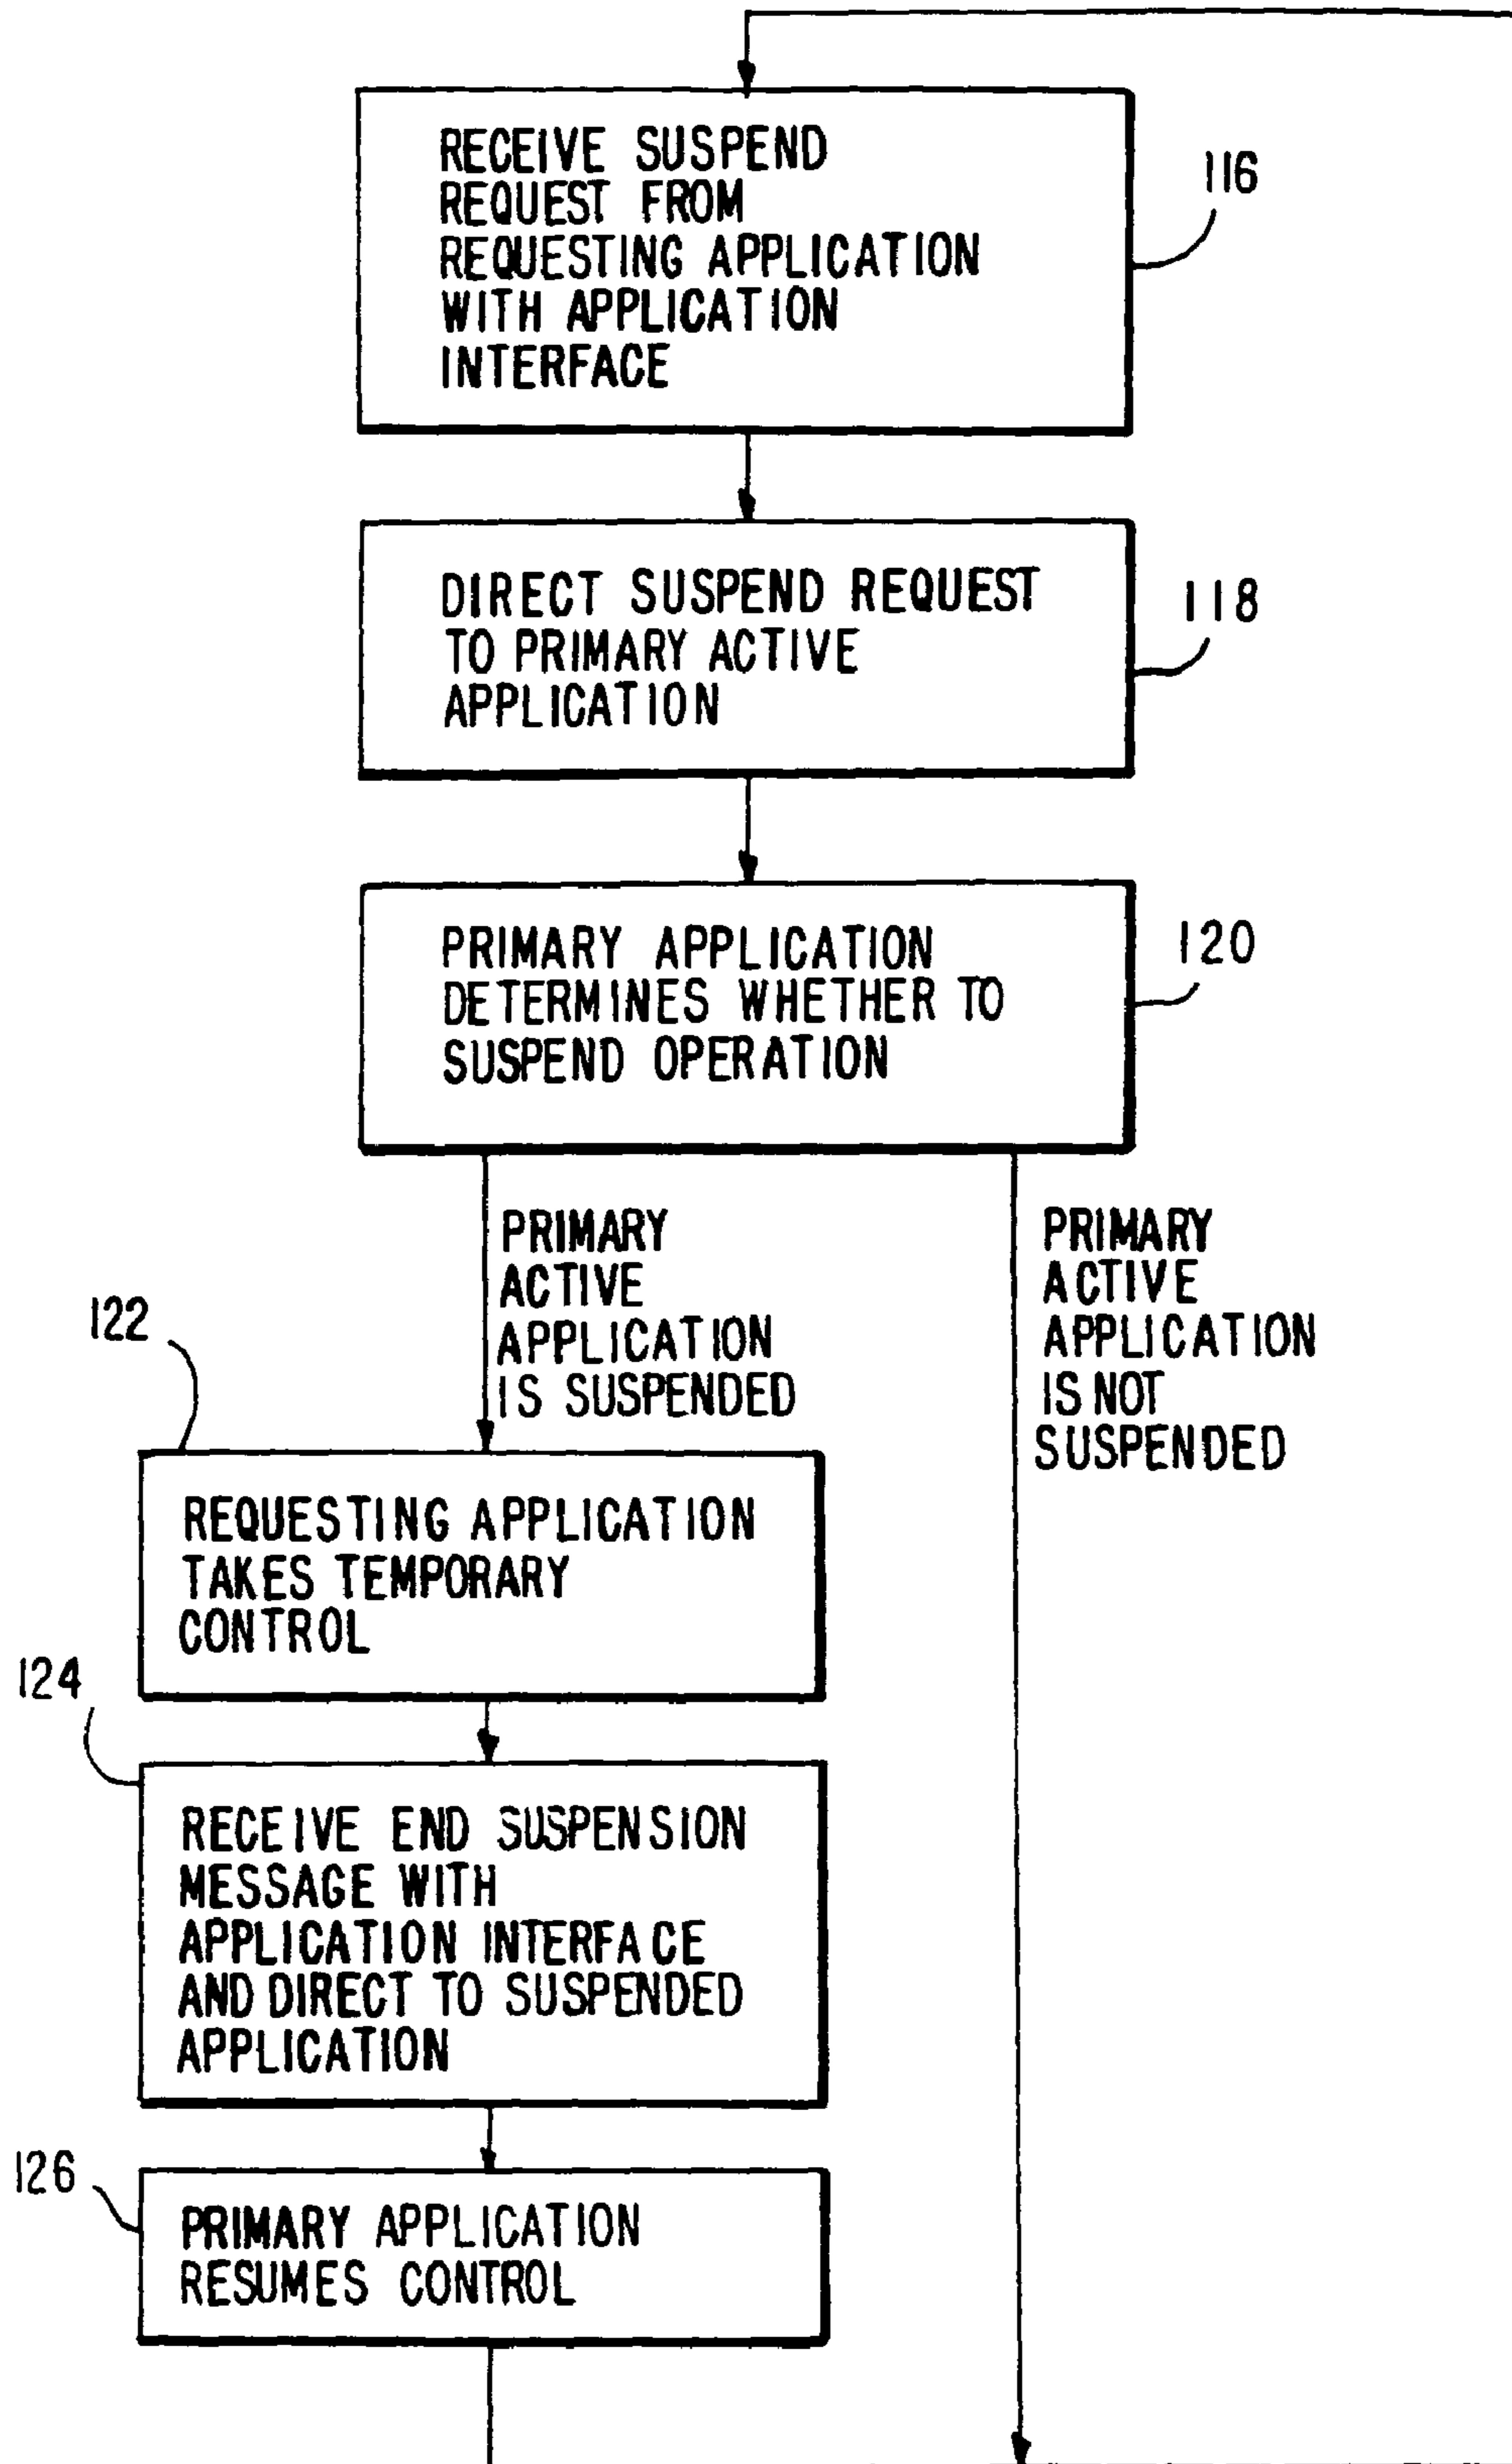 RECEIVE SUSPEND
REQUEST FROM
REQUESTING APPLICATION
WITH APPLICATION
INTERFACE
116
DIRECT SUSPEND REQUEST
TO PRIMARY ACTIVE
APPLICATION
118
PRIMARY APPLICATION
DETERMINES WHETHER TO
SUSPEND OPERATION
120
PRIMARY
ACTIVE
APPLICATION
IS SUSPENDED
PRIMARY
ACTIVE
APPLICATION
IS NOT
SUSPENDED
122
REQUESTING APPLICATION
TAKES TEMPORARY
CONTROL
124
RECEIVE END SUSPENSION
MESSAGE WITH
APPLICATION INTERFACE
AND DIRECT TO SUSPENDED
APPLICATION
126
PRIMARY APPLICATION
RESUMES CONTROL